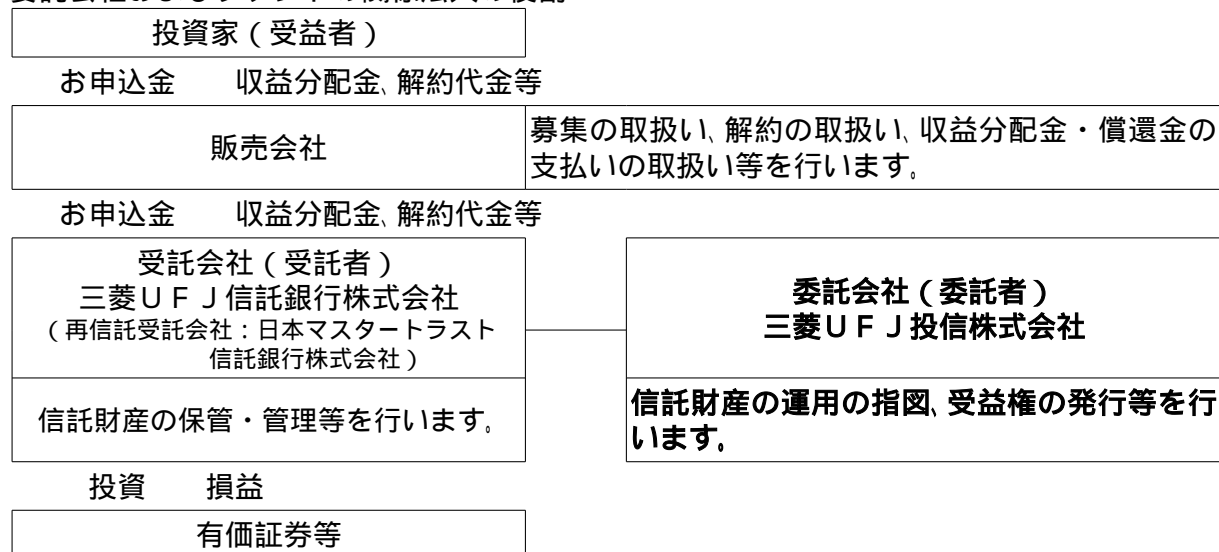 投資家（受益者）
お申込金　　収益分配金、解約代金等
販売会社
募集の取扱い、解約の取扱い、収益分配金・償還金の
支払いの取扱い等を行います。
お申込金　　収益分配金、解約代金等
受託会社（受託者）
三菱ＵＦＪ信託銀行株式会社
（再信託受託会社：日本マスタートラスト
信託銀行株式会社）
委託会社（委託者）
三菱ＵＦＪ投信株式会社
信託財産の保管・管理等を行います。
信託財産の運用の指図、受益権の発行等を行
います。
投資　　損益
有価証券等